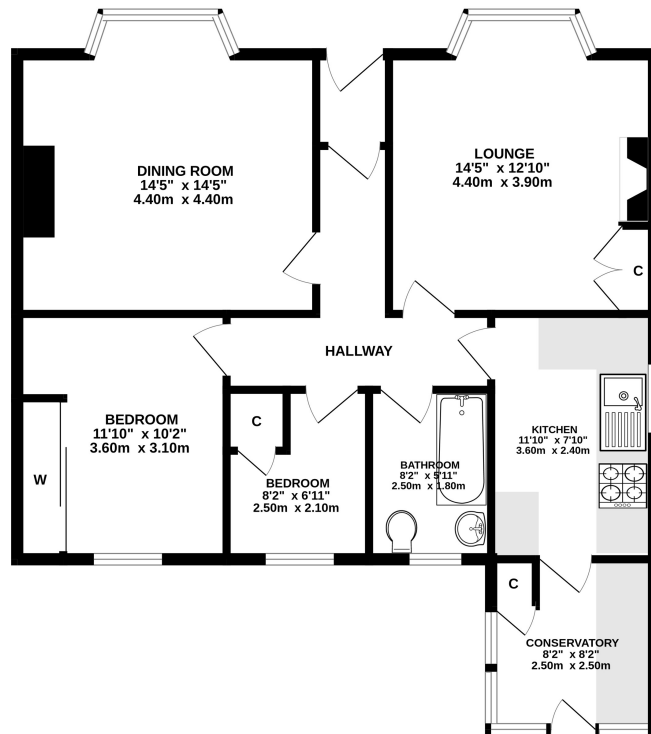 DINING ROOM
14'5" x 14'5"
4.40m x 4.40m
LOUNGE
14'5" x 12'10"
4.40m x 3.90m
C
HALLWAY
BEDROOM
11'10" x 10'2"
3.60m x 3.10m
W
C
BEDROOM
8'2" x 6'11"
2.50m x 2.10m
BATHROOM
8'2" x 5'11"
2.50m x 1.80m
KITCHEN
11'10" x 7'10"
3.60m x 2.40m
C
CONSERVATORY
8'2" x 8'2"
2.50m x 2.50m